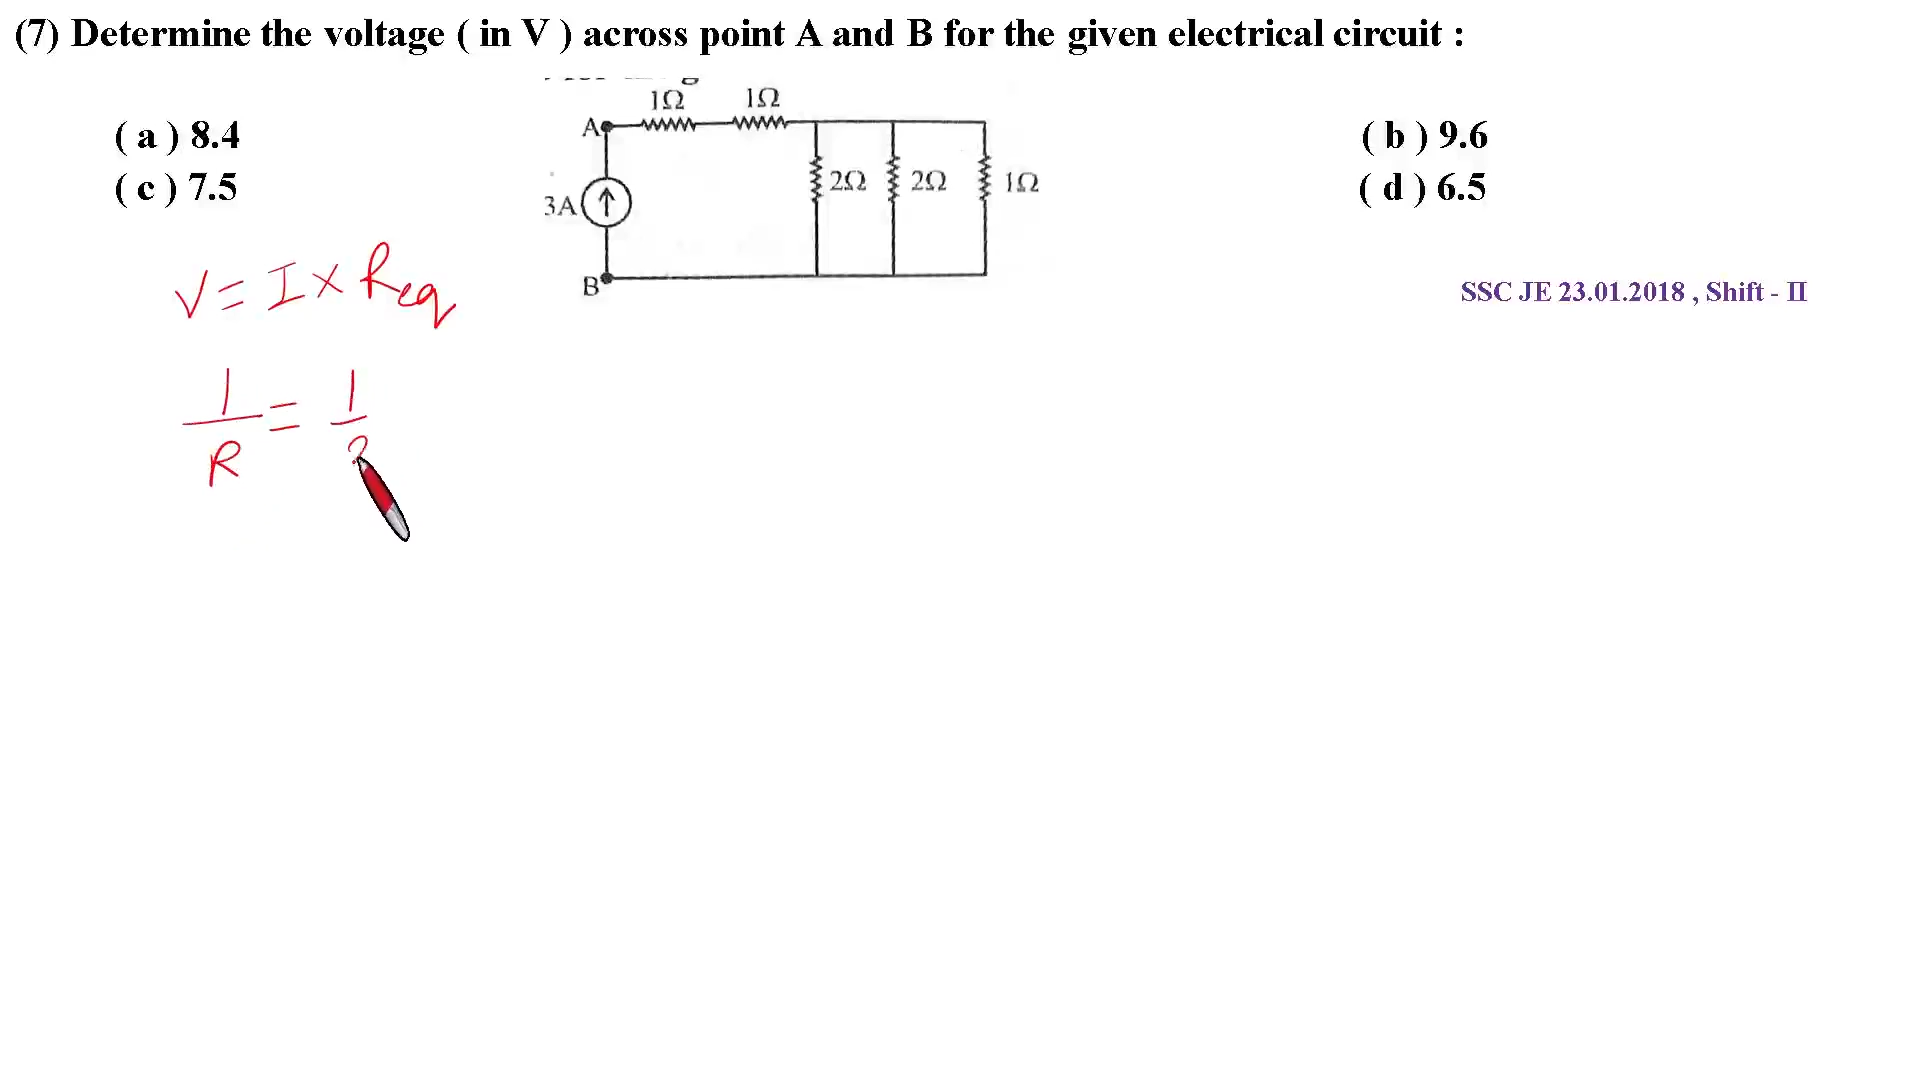 (7) Determine the voltage ( in V ) across point A and B for the given electrical circuit :
( a ) 8.4
( b ) 9.6
( c ) 7.5
( d ) 6.5
1Ω 1Ω
A
2Ω 2Ω 1Ω
3A
B
SSC JE 23.01.2018 , Shift - II
V = I × Req
1/R = 1/2